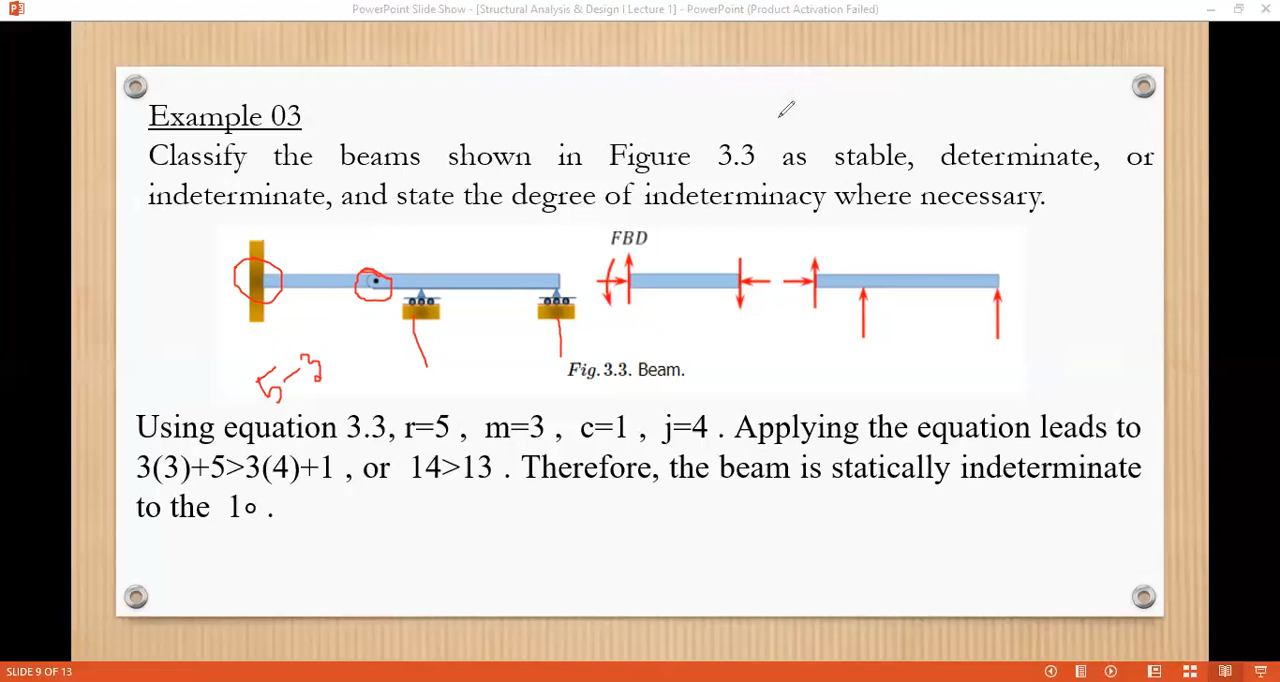 PowerPoint Slide Show - [Structural Analysis & Design I Lecture 1] - PowerPoint (Product Activation Failed)
Example 03
Classify the beams shown in Figure 3.3 as stable, determinate, or
indeterminate, and state the degree of indeterminacy where necessary.
FBD
5-3
Fig. 3.3. Beam.
Using equation 3.3, r=5 , m=3 , c=1 , j=4 . Applying the equation leads to
3(3)+5>3(4)+1 , or 14>13 . Therefore, the beam is statically indeterminate
to the 1∘ .
SLIDE 9 OF 13